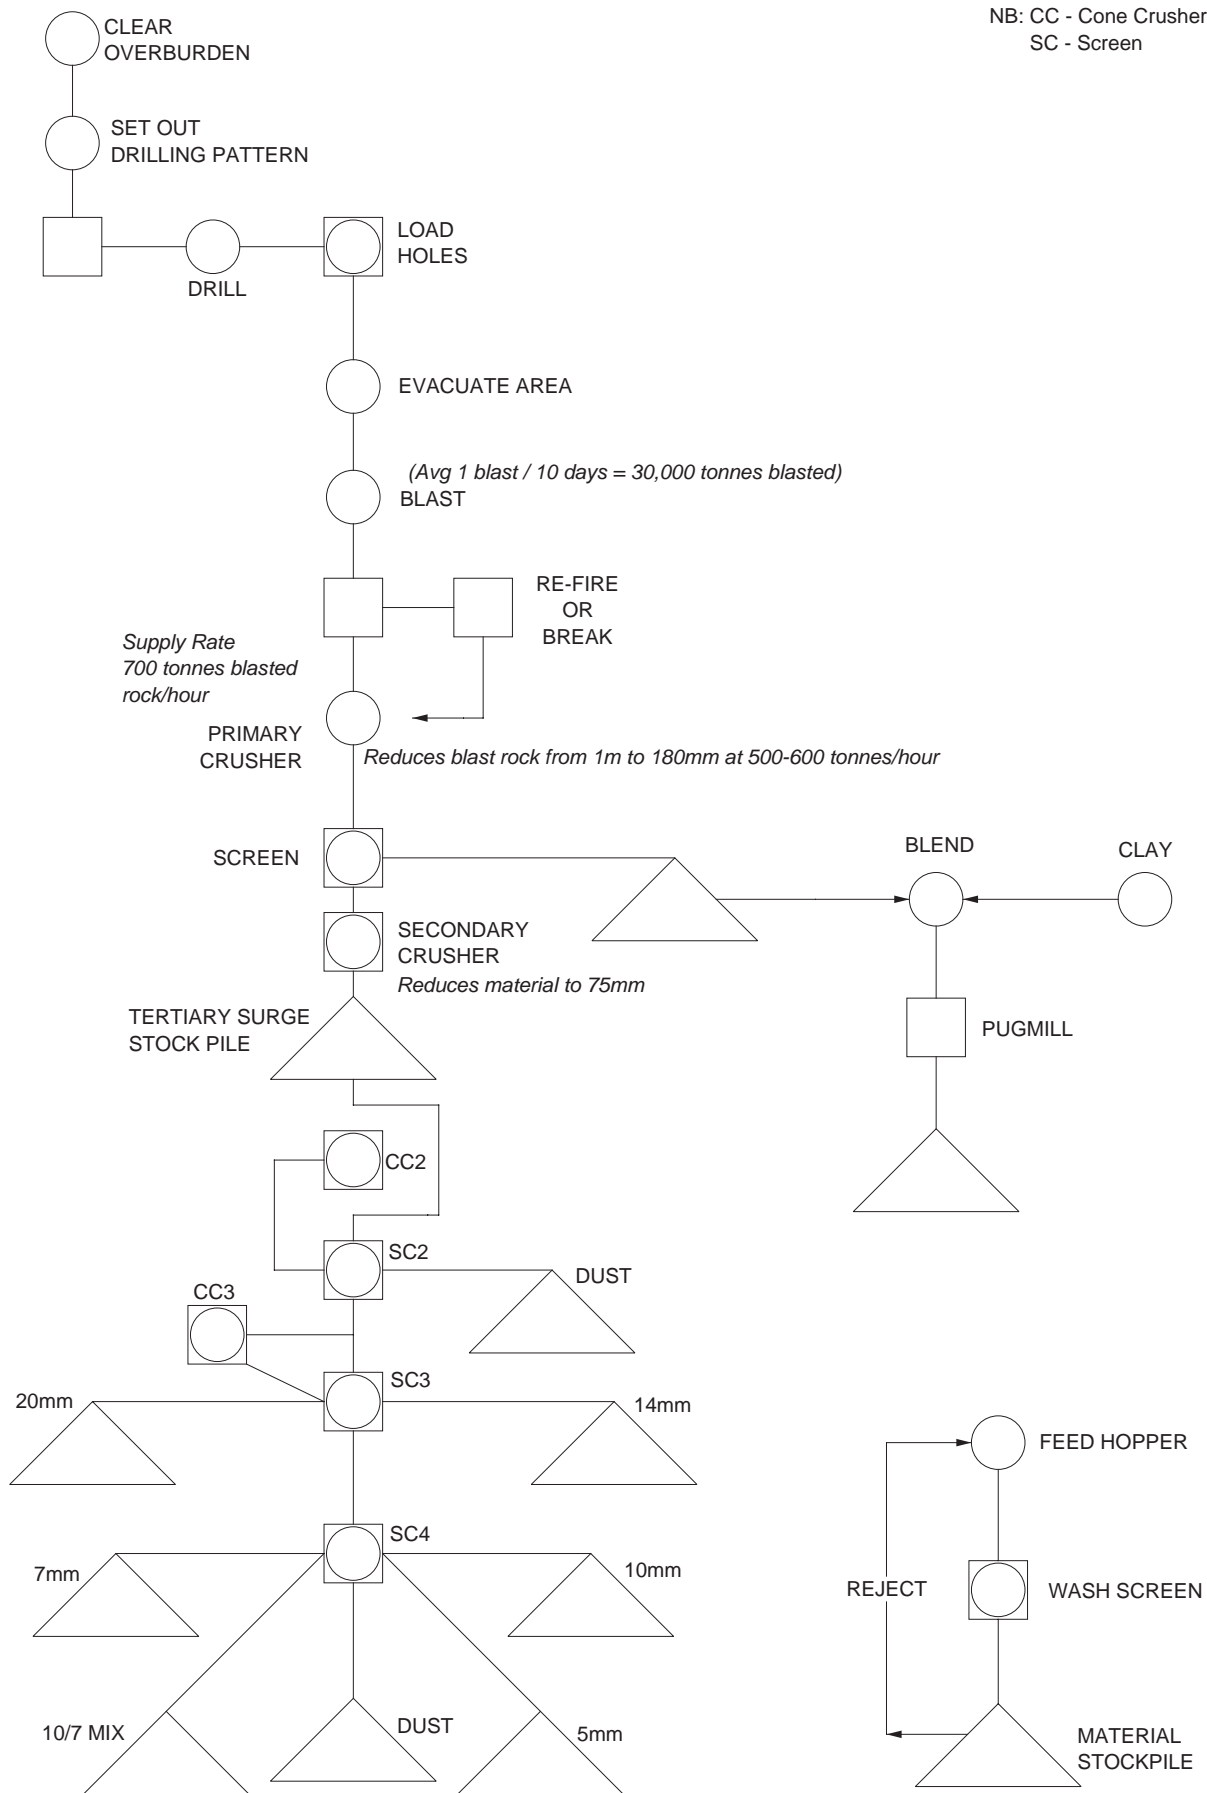 NB: CC - Cone Crusher
SC - Screen
CLEAR
OVERBURDEN
SET OUT
DRILLING PATTERN
LOAD
HOLES
DRILL
EVACUATE AREA
(Avg 1 blast / 10 days = 30,000 tonnes blasted)
BLAST
RE-FIRE
OR
BREAK
Supply Rate
700 tonnes blasted
rock/hour
PRIMARY
CRUSHER
Reduces blast rock from 1m to 180mm at 500-600 tonnes/hour
SCREEN
BLEND
CLAY
SECONDARY
CRUSHER
Reduces material to 75mm
TERTIARY SURGE
STOCK PILE
PUGMILL
CC2
SC2
DUST
CC3
SC3
20mm
14mm
FEED HOPPER
SC4
7mm
10mm
REJECT
WASH SCREEN
10/7 MIX
DUST
5mm
MATERIAL
STOCKPILE